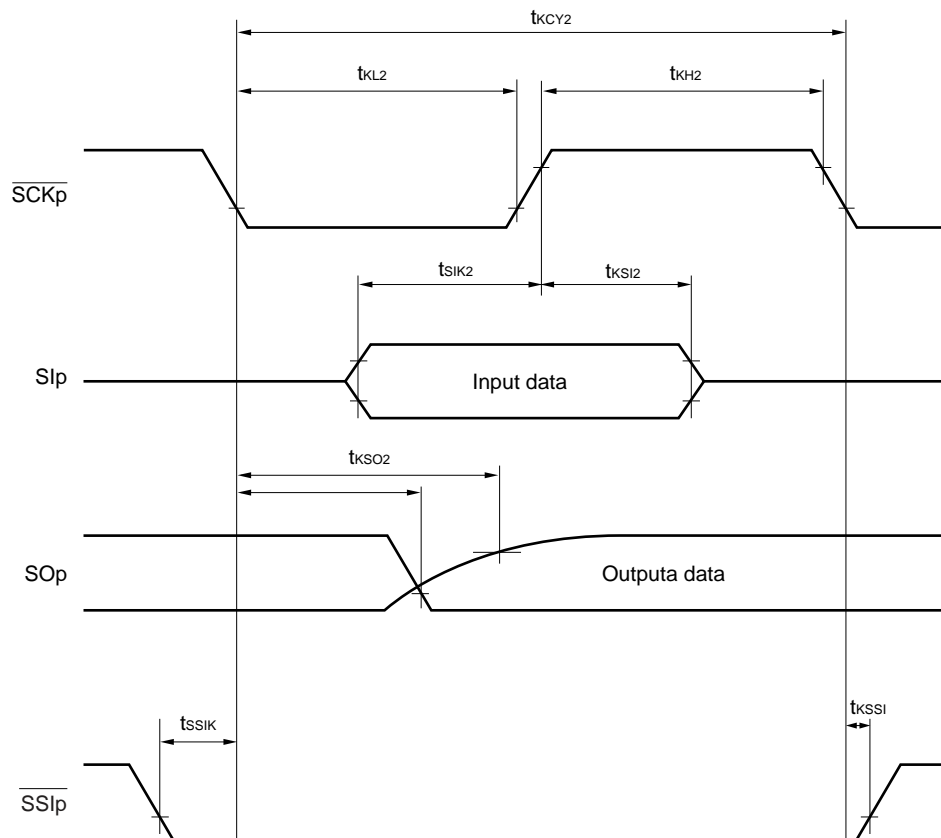 tKCY2
tKL2
tKH2
SCKp
tSIK2
tKSI2
SIp
Input data
tKSO2
SOp
Outputa data
tSSIK
tKSSI
SSIp